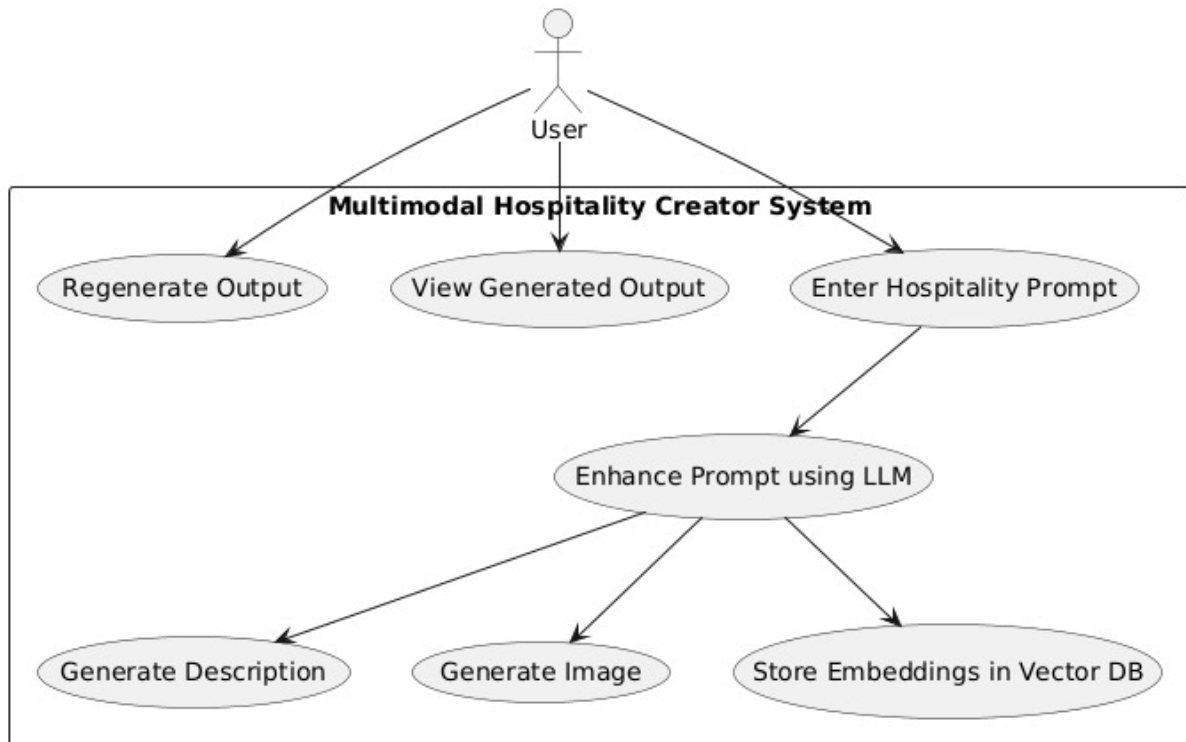 User
Multimodal Hospitality Creator System
Regenerate Output
View Generated Output
Enter Hospitality Prompt
Enhance Prompt using LLM
Generate Description
Generate Image
Store Embeddings in Vector DB